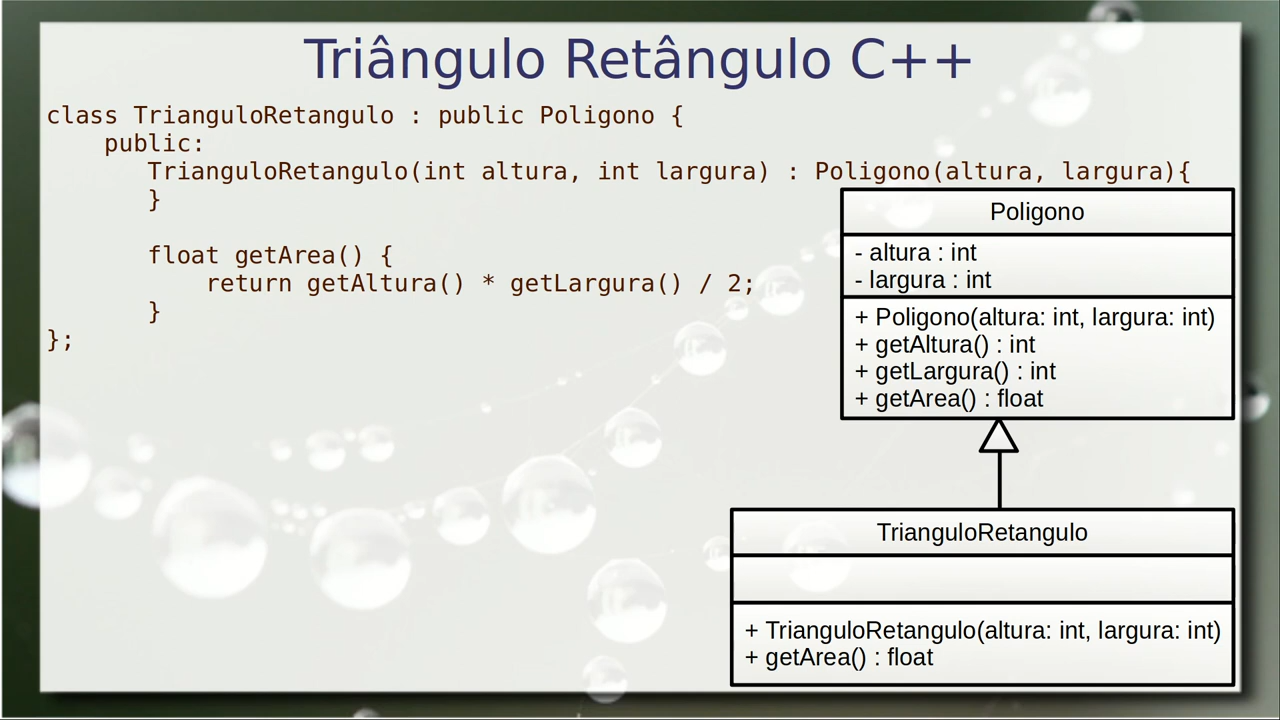 Triângulo Retângulo C++
class TrianguloRetangulo : public Poligono {
public:
TrianguloRetangulo(int altura, int largura) : Poligono(altura, largura){
}
float getArea() {
return getAltura() * getLargura() / 2;
}
};
Poligono
- altura : int
- largura : int
+ Poligono(altura: int, largura: int)
+ getAltura() : int
+ getLargura() : int
+ getArea() : float
TrianguloRetangulo
+ TrianguloRetangulo(altura: int, largura: int)
+ getArea() : float